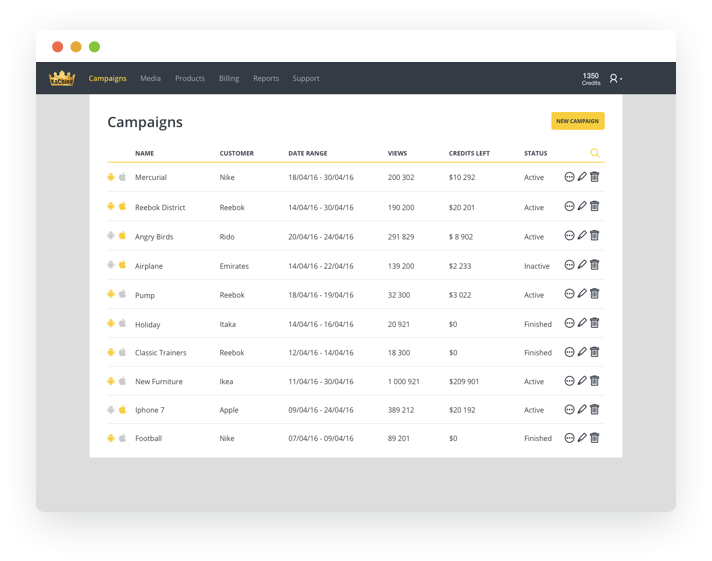 KaChing
Campaigns Media Products Billing Reports Support 1350 Credits
Campaigns NEW CAMPAIGN
NAME CUSTOMER DATE RANGE VIEWS CREDITS LEFT STATUS
Mercurial Nike 18/04/16 - 30/04/16 200 302 $10 292 Active
Reebok District Reebok 14/04/16 - 30/04/16 190 200 $20 201 Active
Angry Birds Rido 20/04/16 - 24/04/16 291 829 $ 8 902 Active
Airplane Emirates 14/04/16 - 22/04/16 139 200 $2 233 Inactive
Pump Reebok 18/04/16 - 19/04/16 32 300 $3 022 Active
Holiday Itaka 14/04/16 - 16/04/16 20 921 $0 Finished
Classic Trainers Reebok 12/04/16 - 14/04/16 18 300 $0 Finished
New Furniture Ikea 11/04/16 - 30/04/16 1 000 921 $209 901 Active
Iphone 7 Apple 09/04/16 - 24/04/16 389 212 $20 192 Active
Football Nike 07/04/16 - 09/04/16 89 201 $0 Finished